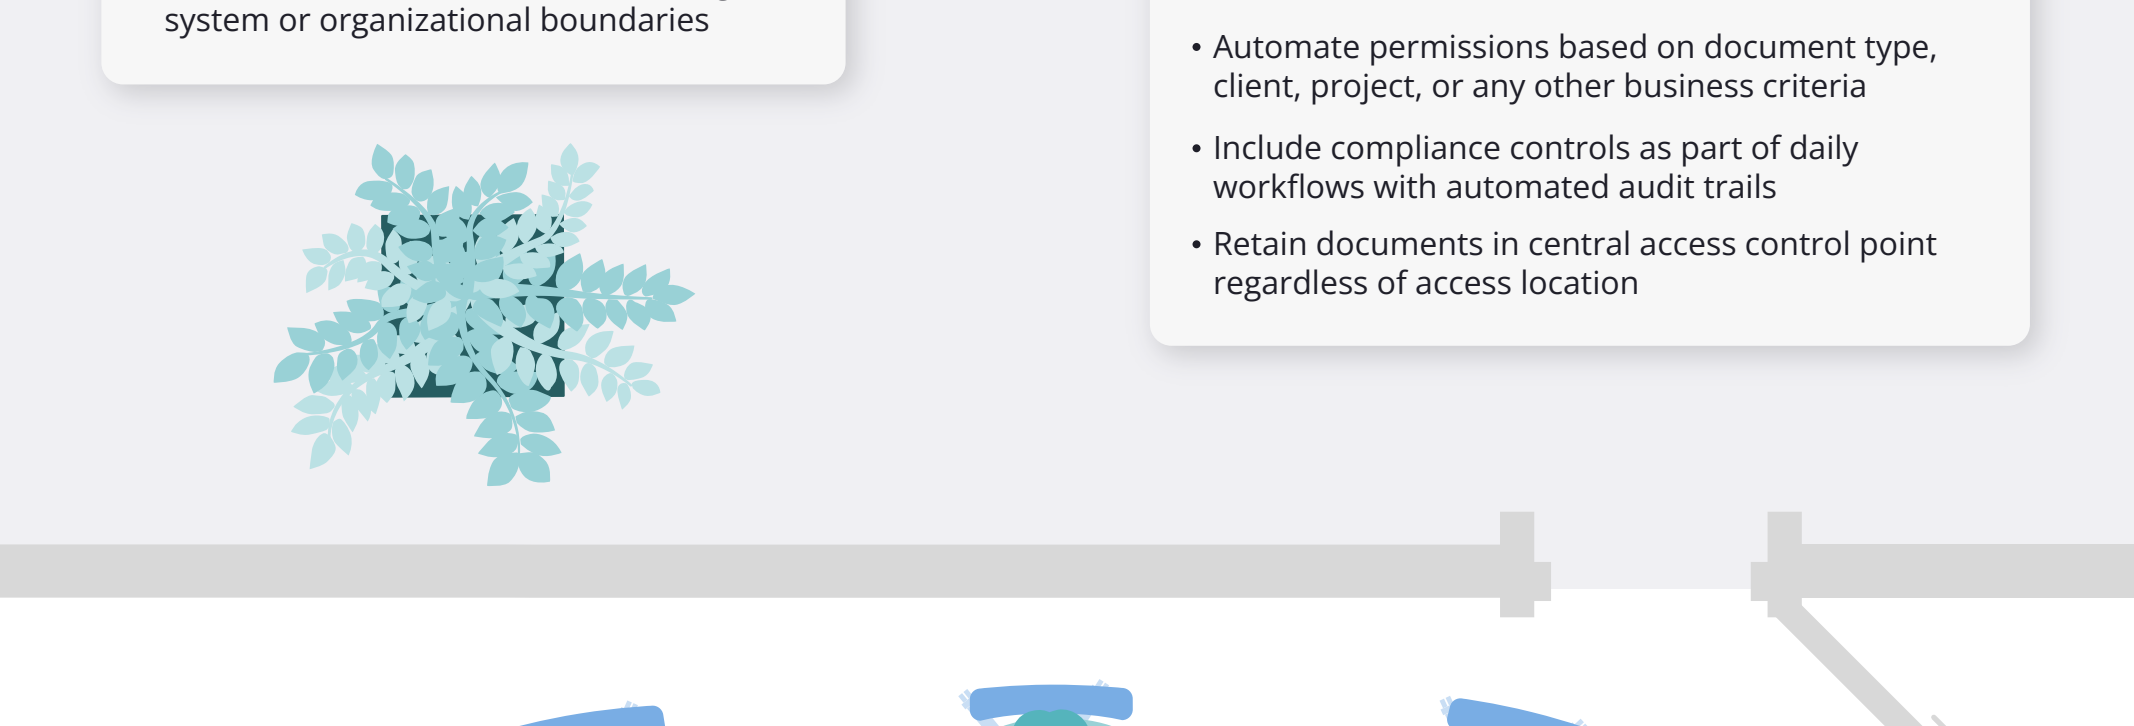 system or organizational boundaries
• Automate permissions based on document type,
client, project, or any other business criteria
• Include compliance controls as part of daily
workflows with automated audit trails
• Retain documents in central access control point
regardless of access location